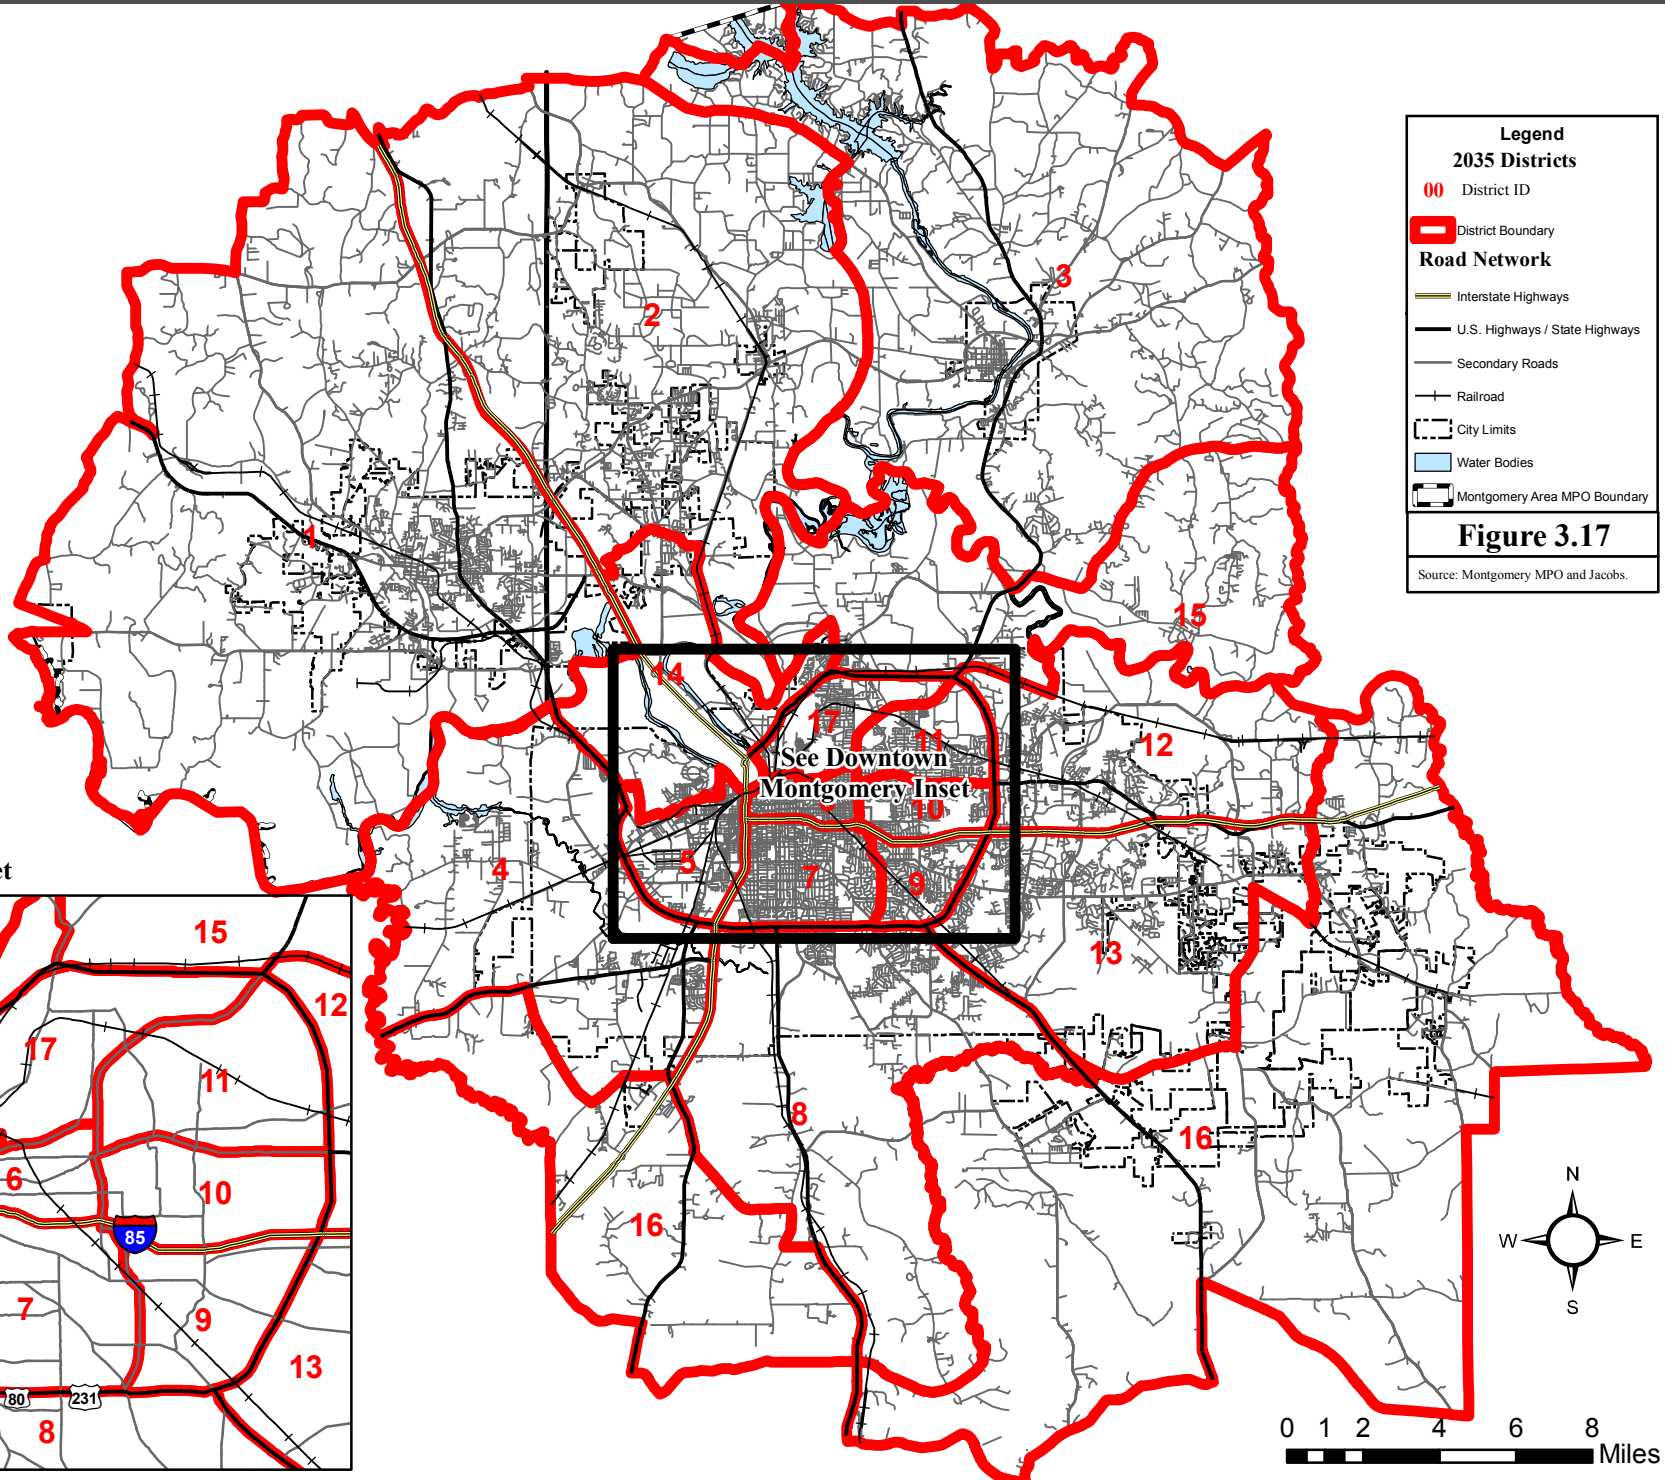 Legend
2035 Districts
00 District ID
District Boundary
Road Network
Interstate Highways
U.S. Highways / State Highways
Secondary Roads
Railroad
City Limits
Water Bodies
Montgomery Area MPO Boundary
Figure 3.17
Source: Montgomery MPO and Jacobs.
3
2
1
15
14
17
11
12
See Downtown
Montgomery Inset
10
4
5
7
9
13
8
16
16
et
15
12
17
11
6
10
85
7
9
13
80
231
8
N
W
E
S
0 1 2 4 6 8
Miles